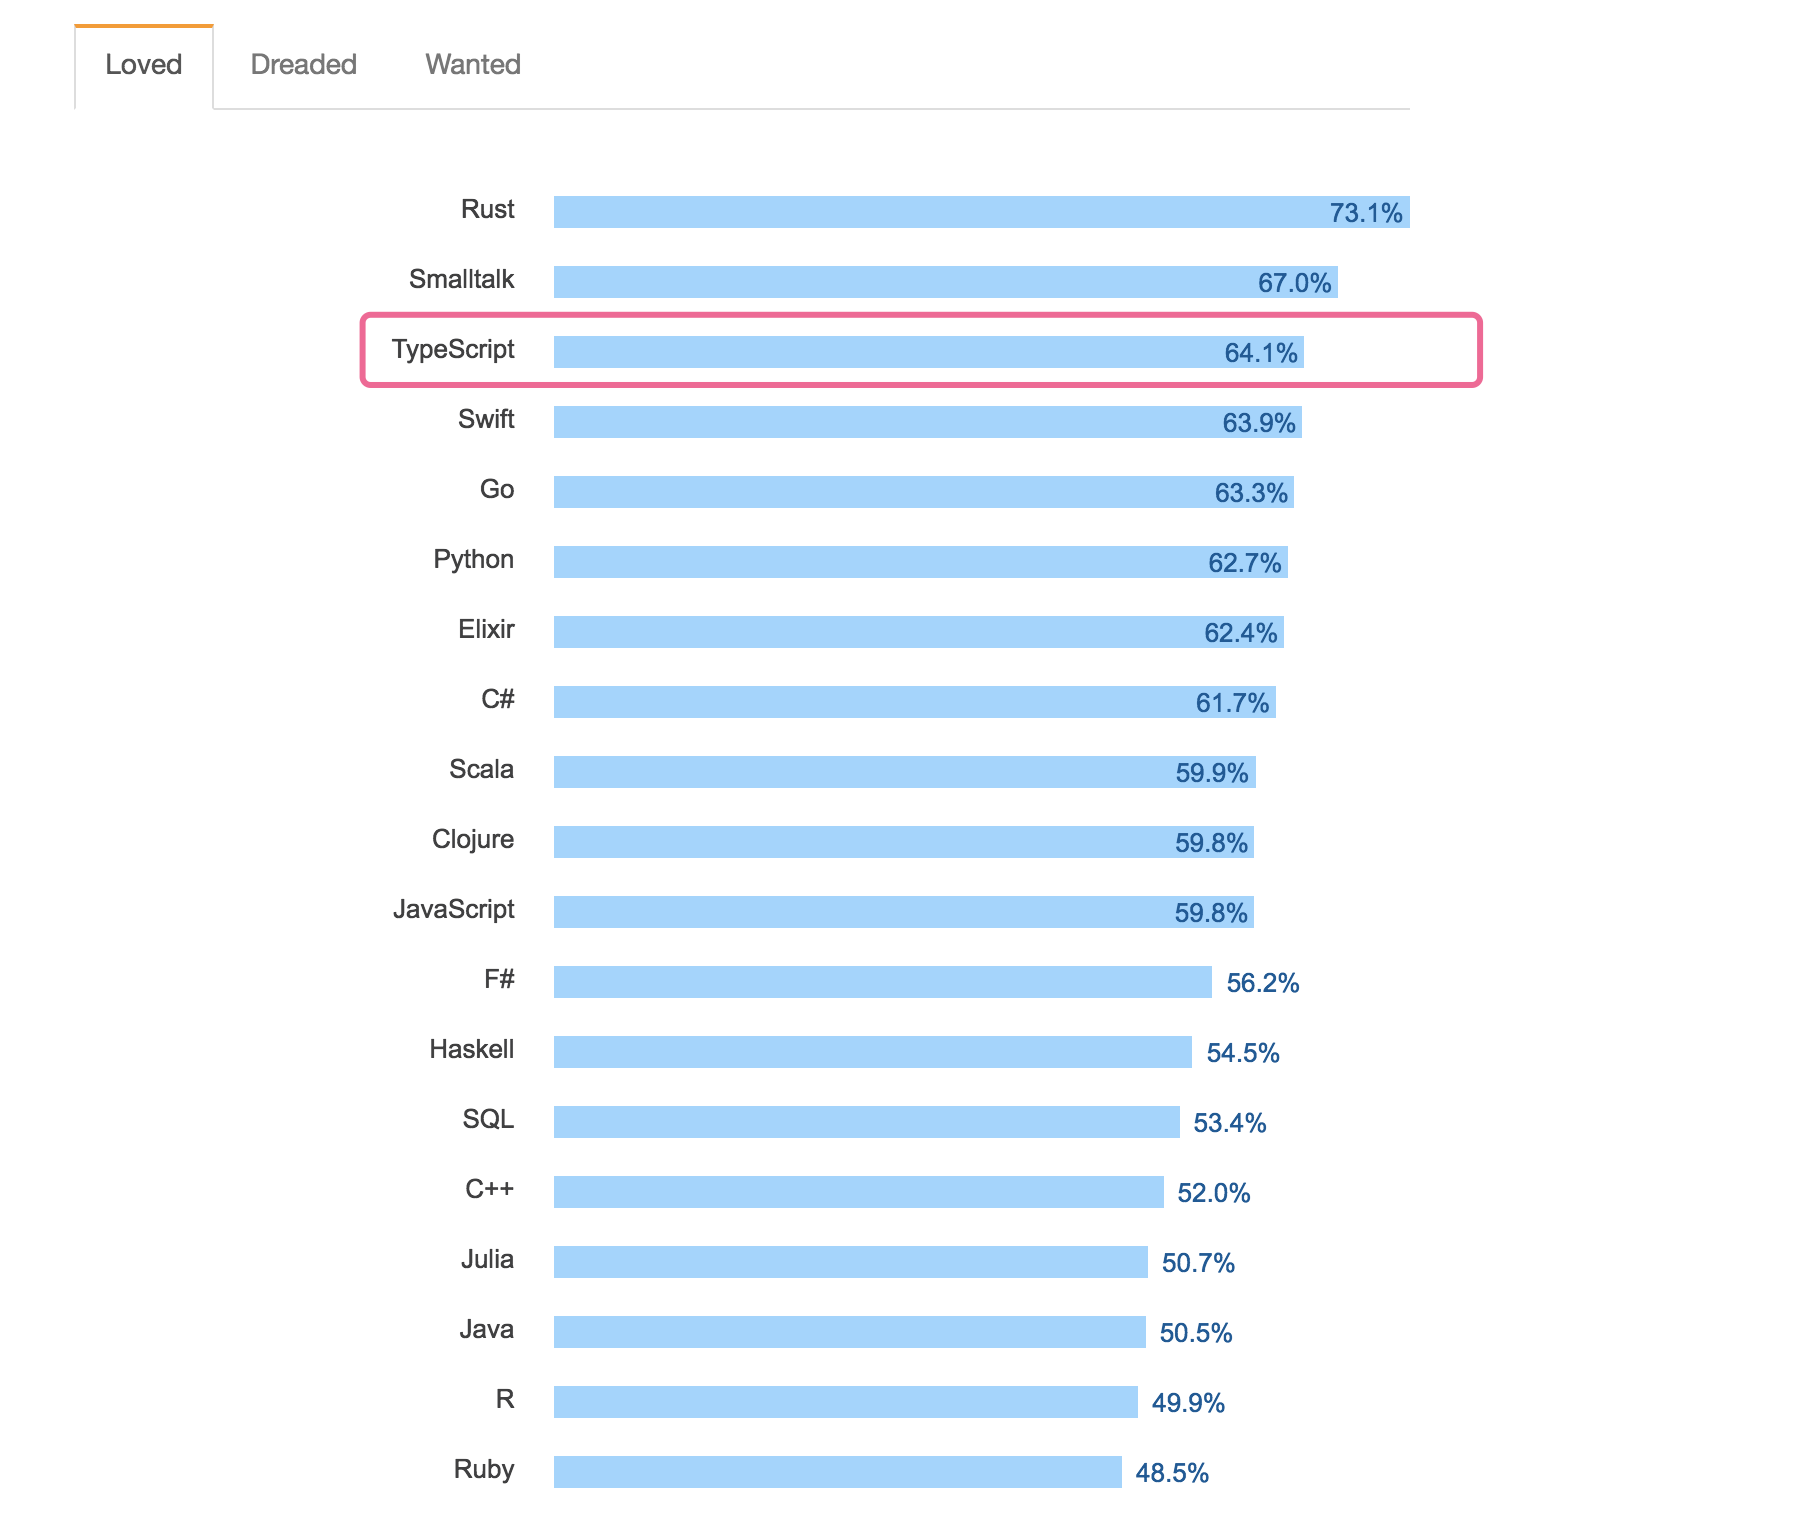 Loved Dreaded Wanted
Rust 73.1%
Smalltalk 67.0%
TypeScript 64.1%
Swift 63.9%
Go 63.3%
Python 62.7%
Elixir 62.4%
C# 61.7%
Scala 59.9%
Clojure 59.8%
JavaScript 59.8%
F# 56.2%
Haskell 54.5%
SQL 53.4%
C++ 52.0%
Julia 50.7%
Java 50.5%
R 49.9%
Ruby 48.5%